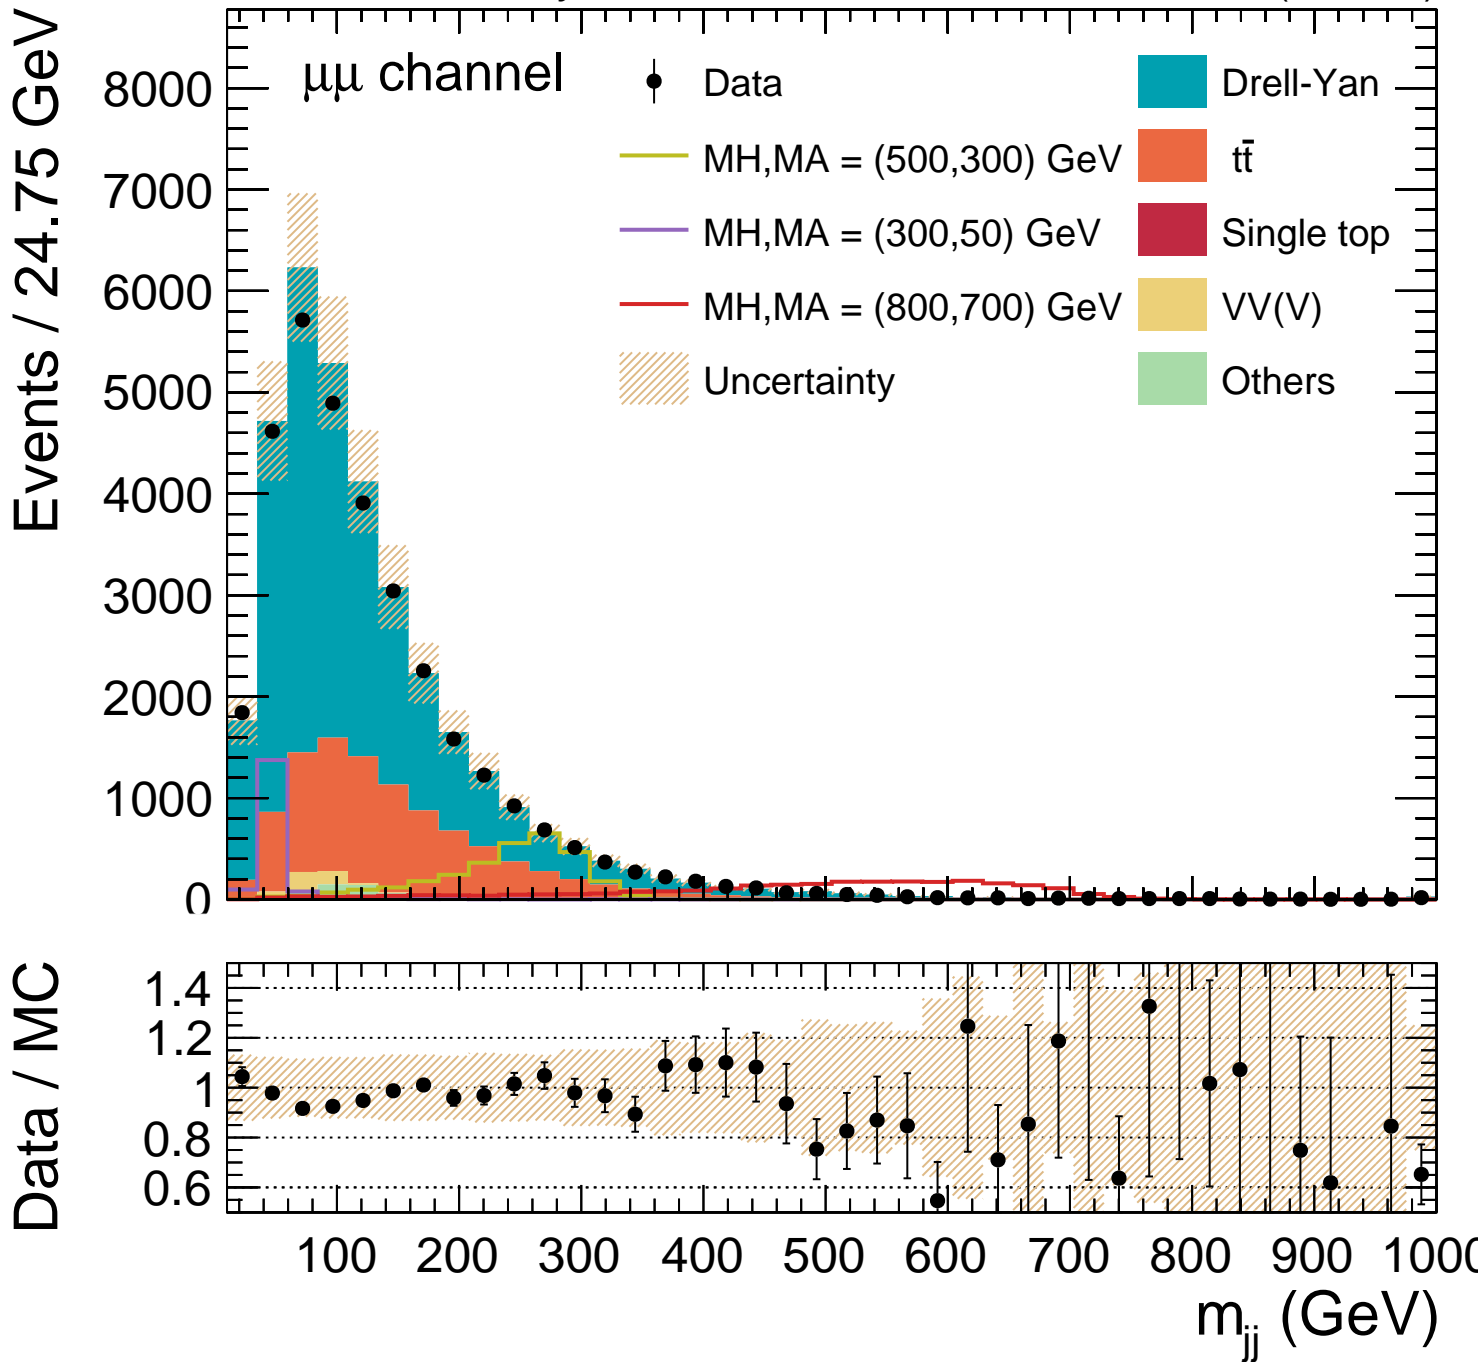 μμ channel
Data
MH,MA = (500,300) GeV
MH,MA = (300,50) GeV
MH,MA = (800,700) GeV
Uncertainty
Drell-Yan
tt̄
Single top
VV(V)
Others
Events / 24.75 GeV
8000
7000
6000
5000
4000
3000
2000
1000
0
Data / MC
1.4
1.2
1
0.8
0.6
100 200 300 400 500 600 700 800 900 1000
m_jj (GeV)